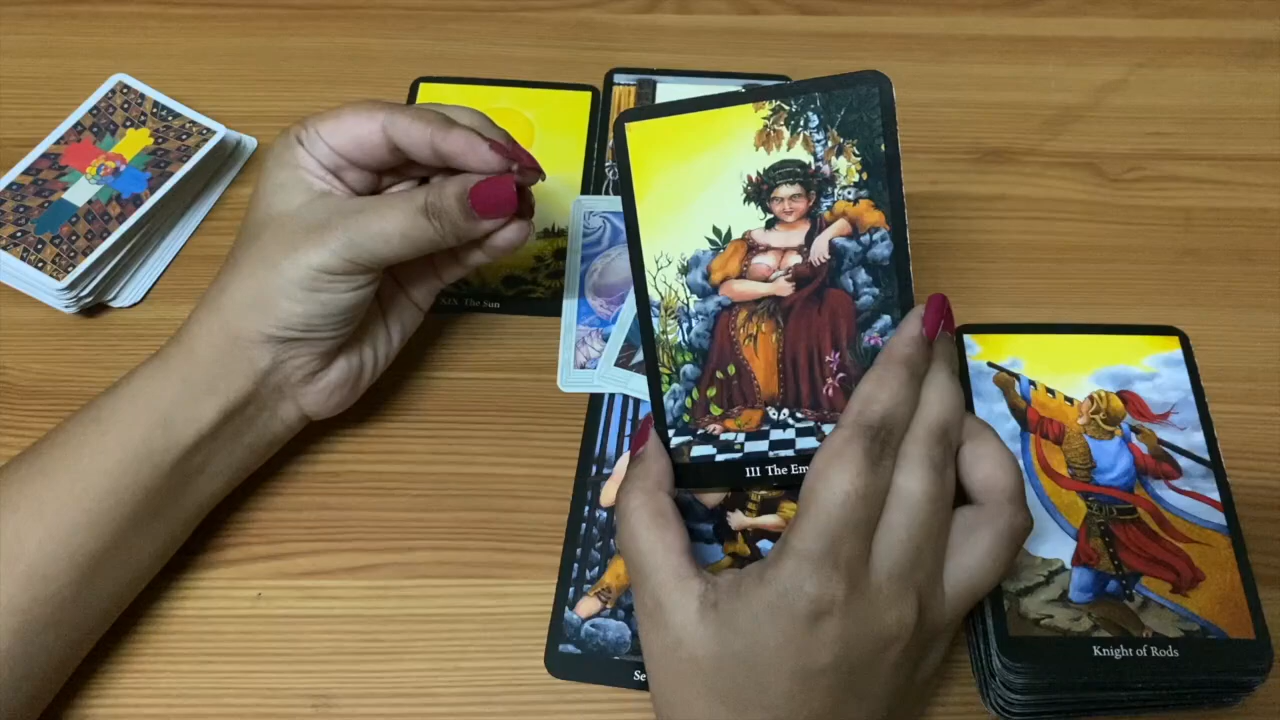 XIX The Sun
III The Em
Se
Knight of Rods